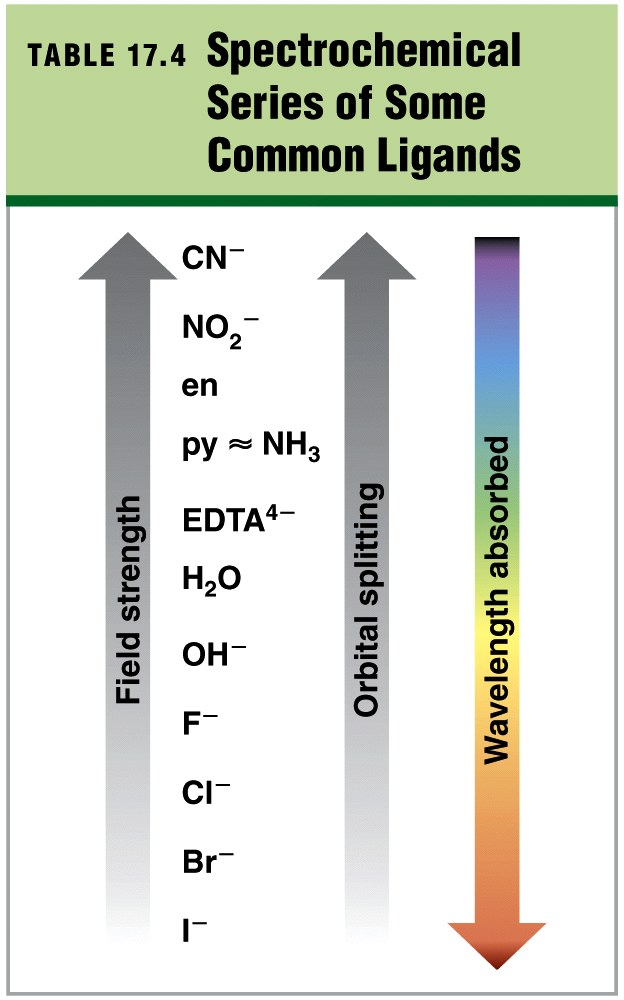 TABLE 17.4 Spectrochemical
Series of Some
Common Ligands
CN⁻
NO₂⁻
en
py ≈ NH₃
EDTA⁴⁻
H₂O
OH⁻
F⁻
Cl⁻
Br⁻
I⁻
Field strength
Orbital splitting
Wavelength absorbed